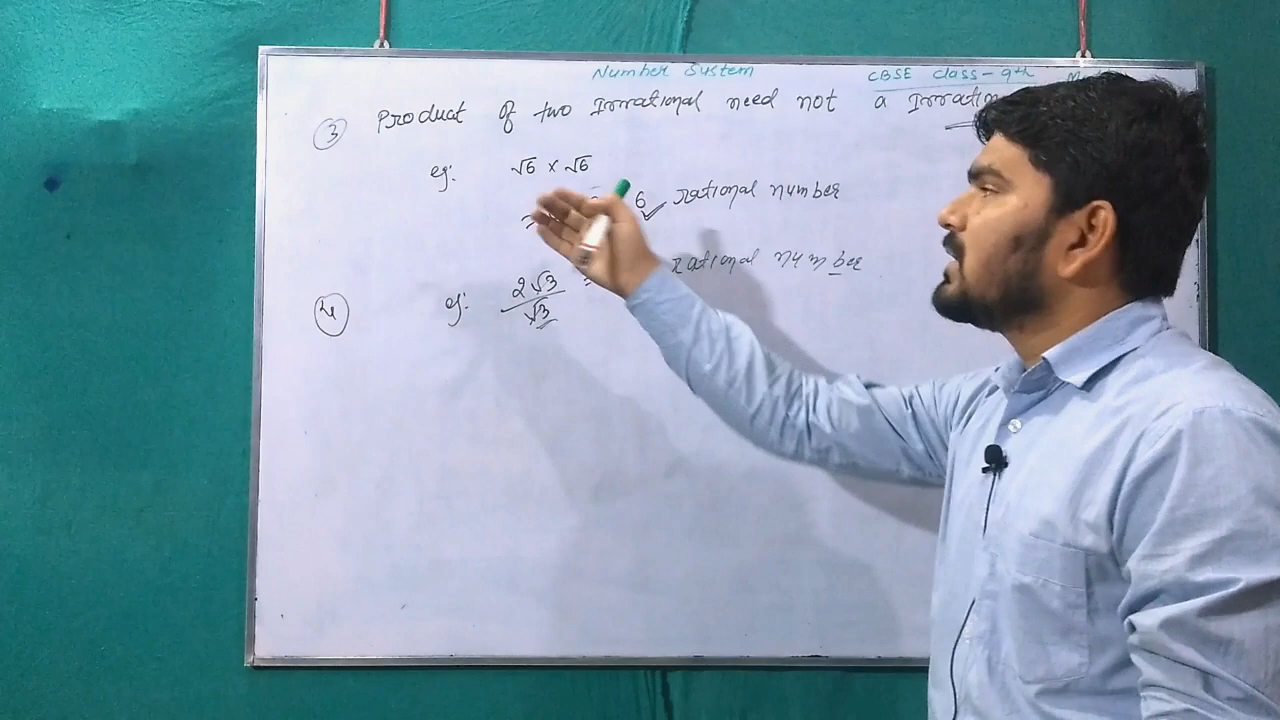 Number System
CBSE Class-9th
③ Product of two Irrational need not a
eg: √6 × √6
6 ✓ rational number
rational number
④ eg: 2√3/√3 =